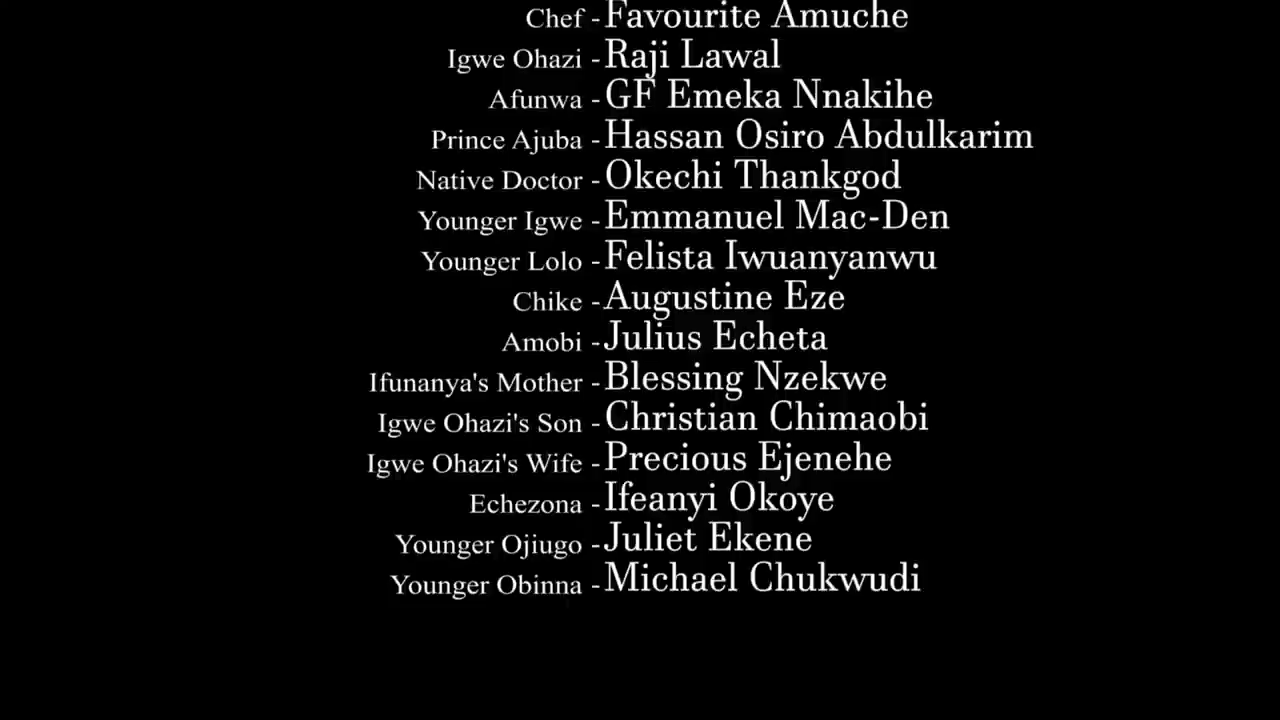 Chef - Favourite Amuche
Igwe Ohazi - Raji Lawal
Afunwa - GF Emeka Nnakihe
Prince Ajuba - Hassan Osiro Abdulkarim
Native Doctor - Okechi Thankgod
Younger Igwe - Emmanuel Mac-Den
Younger Lolo - Felista Iwuanyanwu
Chike - Augustine Eze
Amobi - Julius Echeta
Ifunanya's Mother - Blessing Nzekwe
Igwe Ohazi's Son - Christian Chimaobi
Igwe Ohazi's Wife - Precious Ejenehe
Echezona - Ifeanyi Okoye
Younger Ojiugo - Juliet Ekene
Younger Obinna - Michael Chukwudi